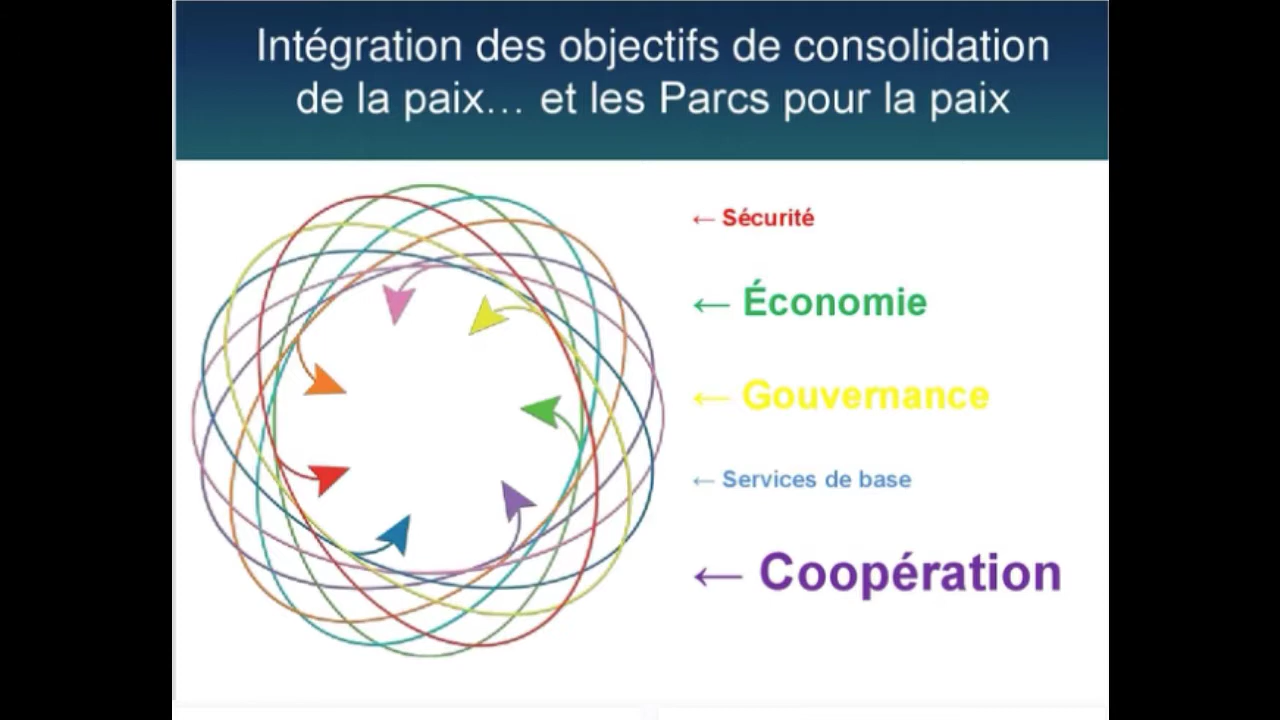 Intégration des objectifs de consolidation
de la paix… et les Parcs pour la paix
← Sécurité
← Économie
← Gouvernance
← Services de base
← Coopération